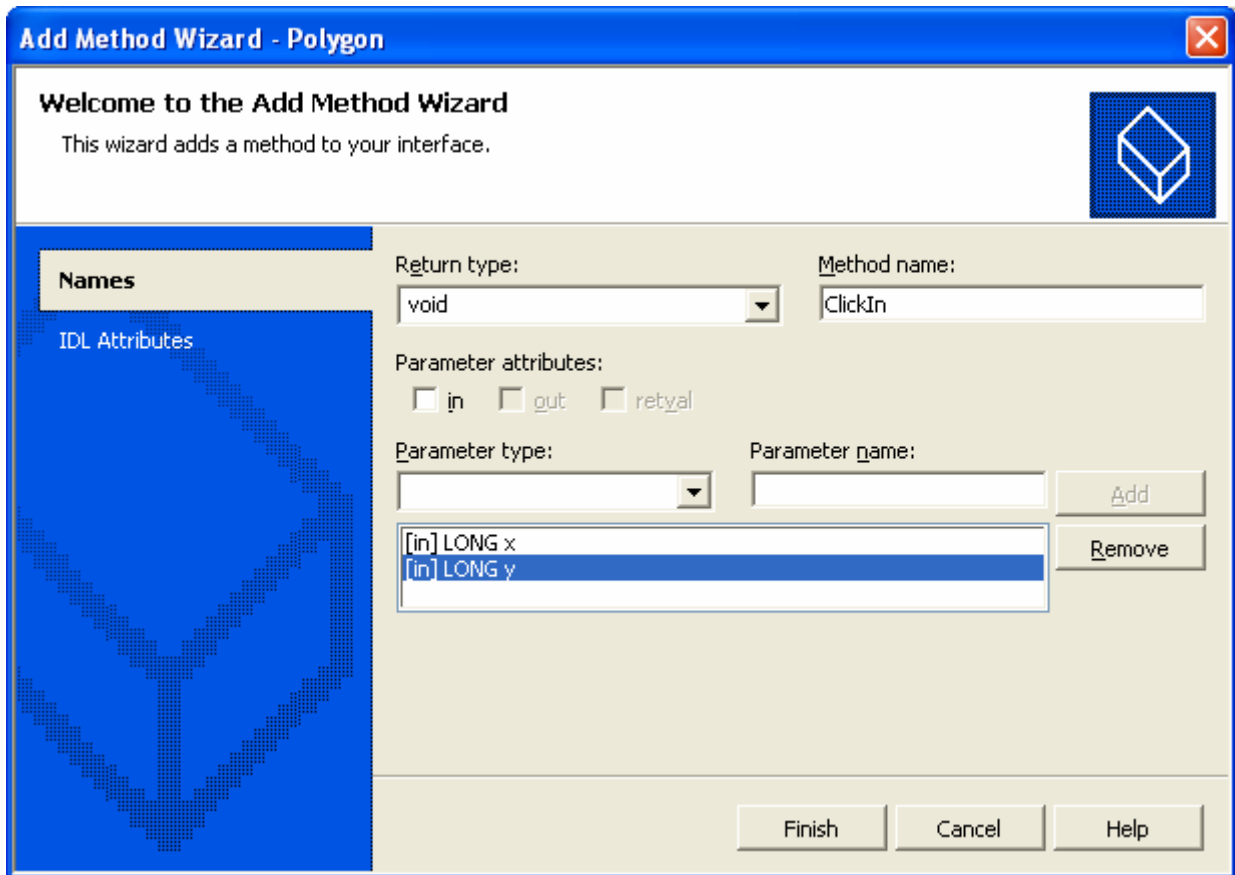 Add Method Wizard - Polygon
Welcome to the Add Method Wizard
This wizard adds a method to your interface.
Names
IDL Attributes
Return type:
Method name:
void
ClickIn
Parameter attributes:
in
out
retval
Parameter type:
Parameter name:
Add
[in] LONG x
[in] LONG y
Remove
Finish
Cancel
Help